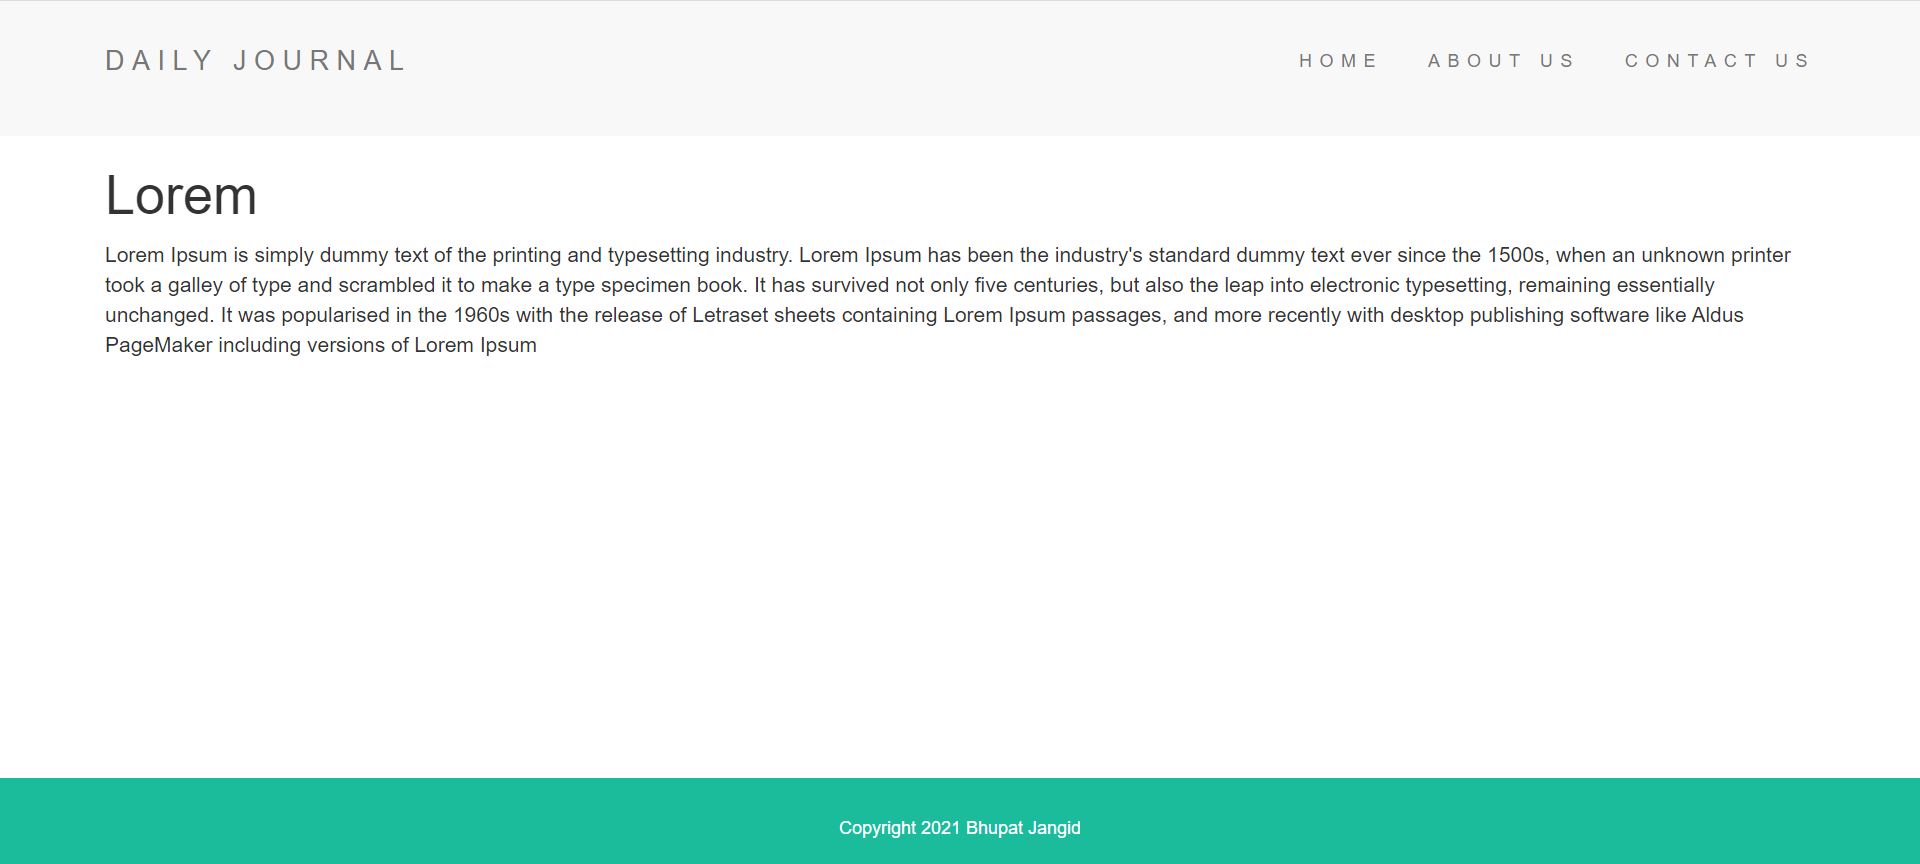 DAILY JOURNAL
HOME ABOUT US CONTACT US
Lorem
Lorem Ipsum is simply dummy text of the printing and typesetting industry. Lorem Ipsum has been the industry's standard dummy text ever since the 1500s, when an unknown printer
took a galley of type and scrambled it to make a type specimen book. It has survived not only five centuries, but also the leap into electronic typesetting, remaining essentially
unchanged. It was popularised in the 1960s with the release of Letraset sheets containing Lorem Ipsum passages, and more recently with desktop publishing software like Aldus
PageMaker including versions of Lorem Ipsum
Copyright 2021 Bhupat Jangid